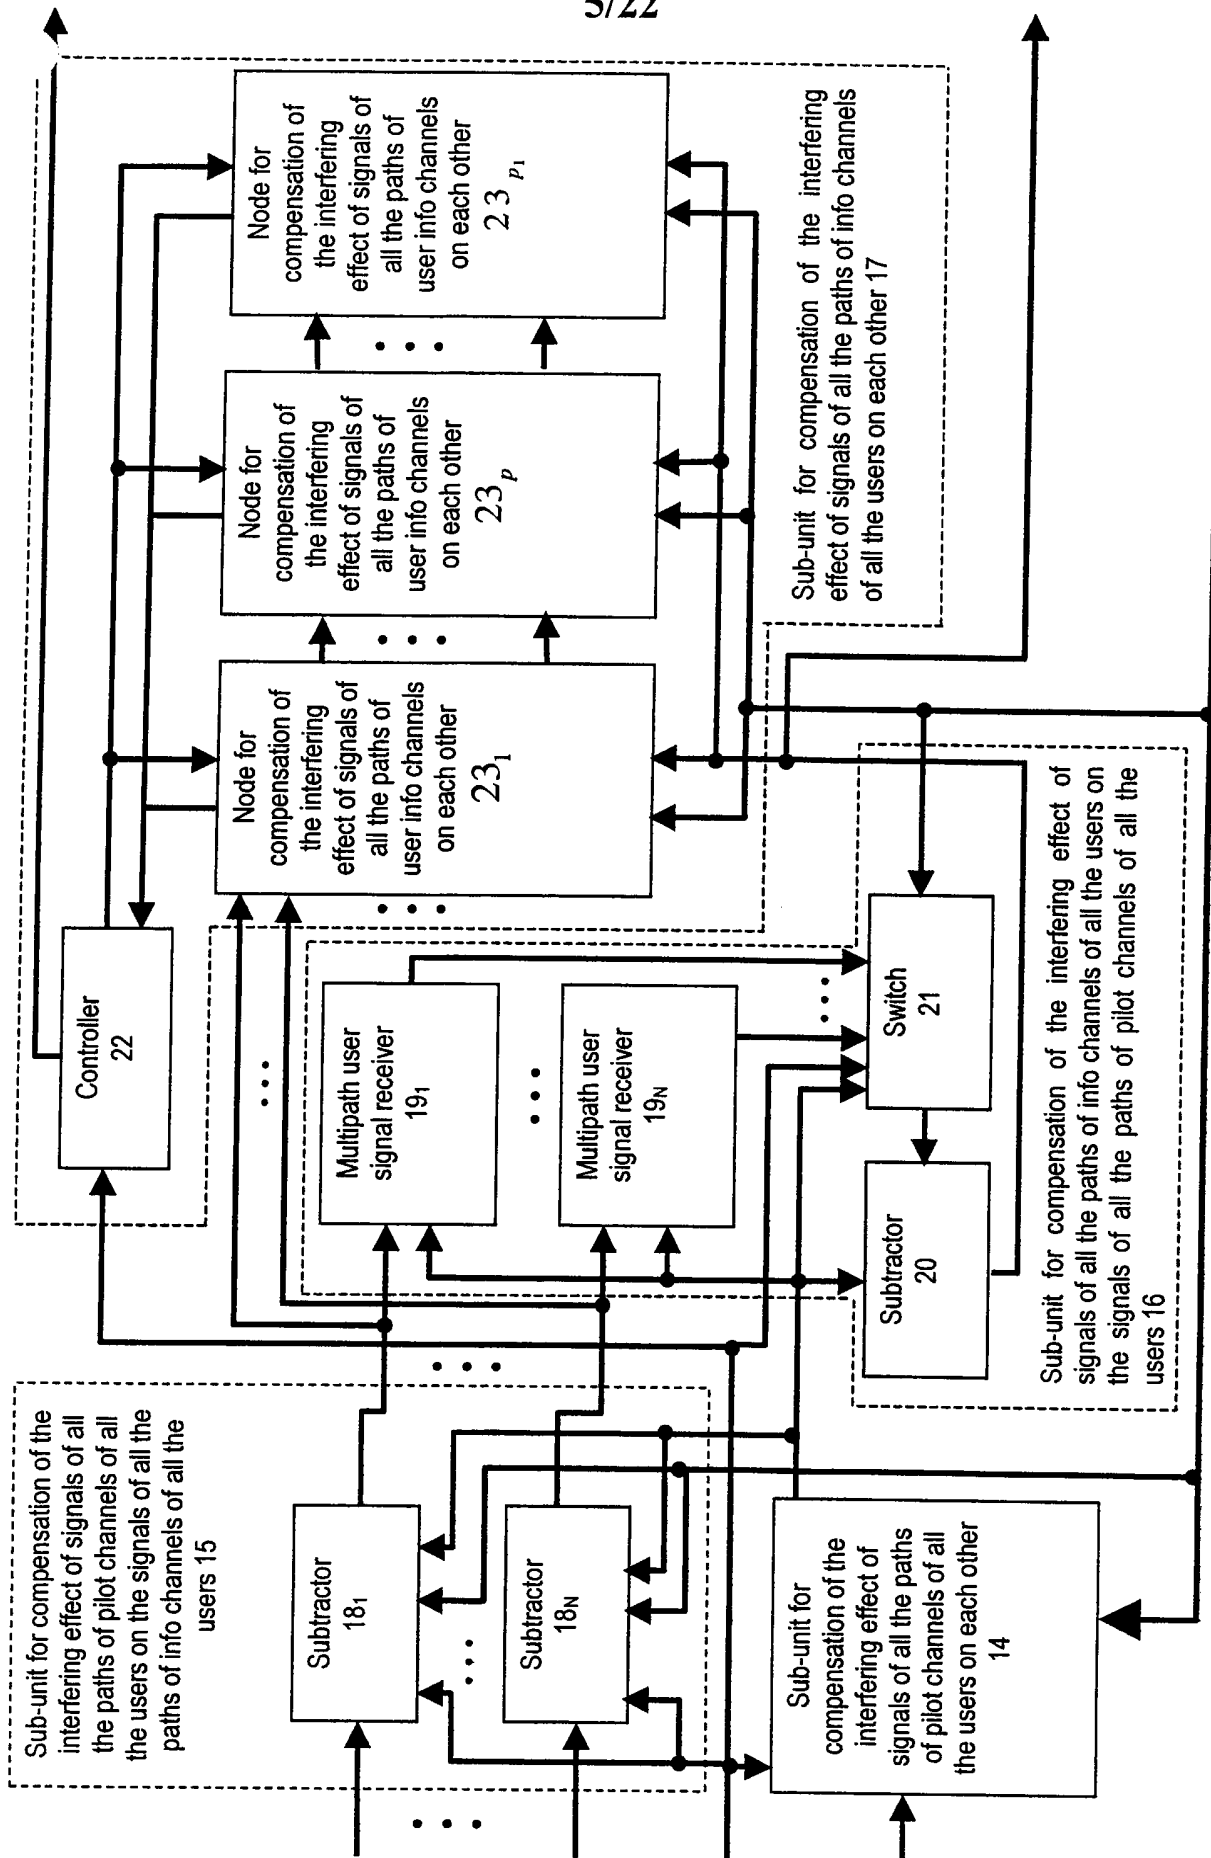 5/22
Controller
22
Node for
compensation of
the interfering
effect of signals of
all the paths of
user info channels
on each other
23₁
Node for
compensation of
the interfering
effect of signals of
all the paths of
user info channels
on each other
23ₚ
Node for
compensation of
the interfering
effect of signals of
all the paths of
user info channels
on each other
23 p₁
Sub-unit for compensation of the interfering
effect of signals of all the paths of info channels
of all the users on each other 17
Sub-unit for compensation of the
interfering effect of signals of all
the paths of pilot channels of all
the users on the signals of all the
paths of info channels of all the
users 15
Subtractor
18₁
Subtractor
18N
Multipath user
signal receiver
19₁
Multipath user
signal receiver
19N
Switch
21
Subtractor
20
Sub-unit for compensation of the interfering effect of
signals of all the paths of info channels of all the users on
the signals of all the paths of pilot channels of all the
users 16
Sub-unit for
compensation of the
interfering effect of
signals of all the paths
of pilot channels of all
the users on each other
14